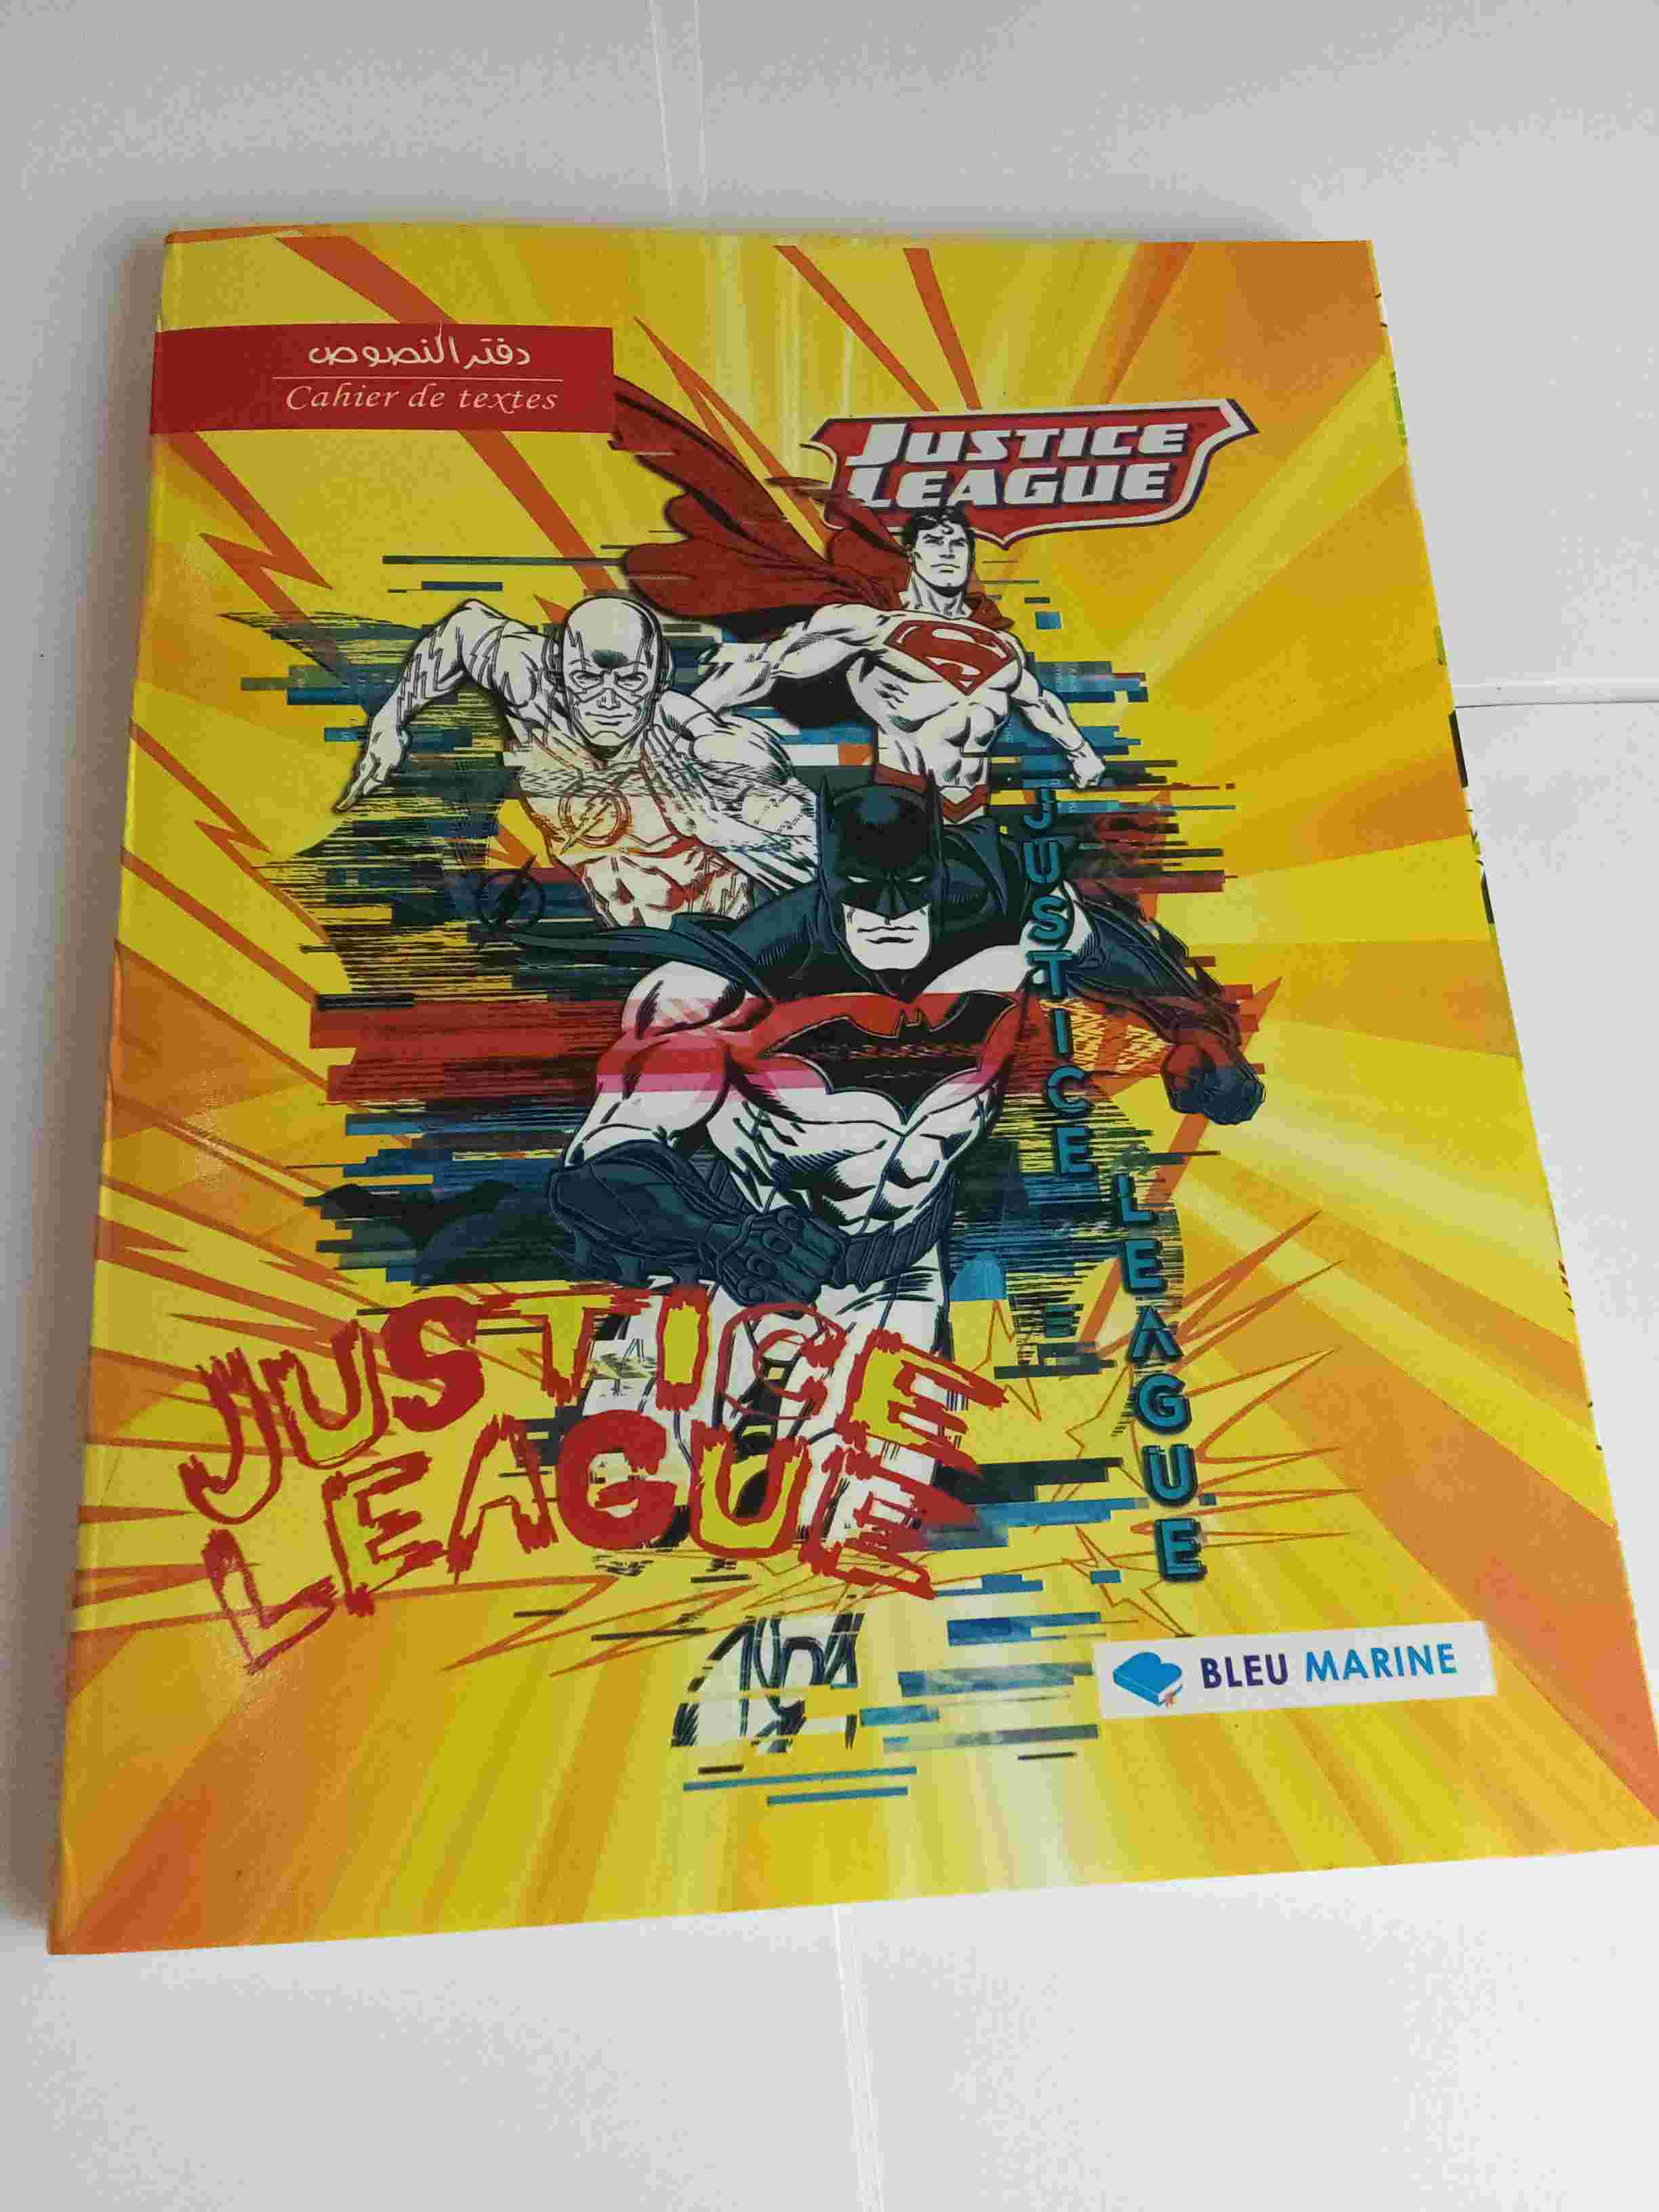 دفتر النصوص
Cahier de textes
JUSTICE
LEAGUE
JUSTICE LEAGUE
JUSTICE
LEAGUE
BLEU MARINE